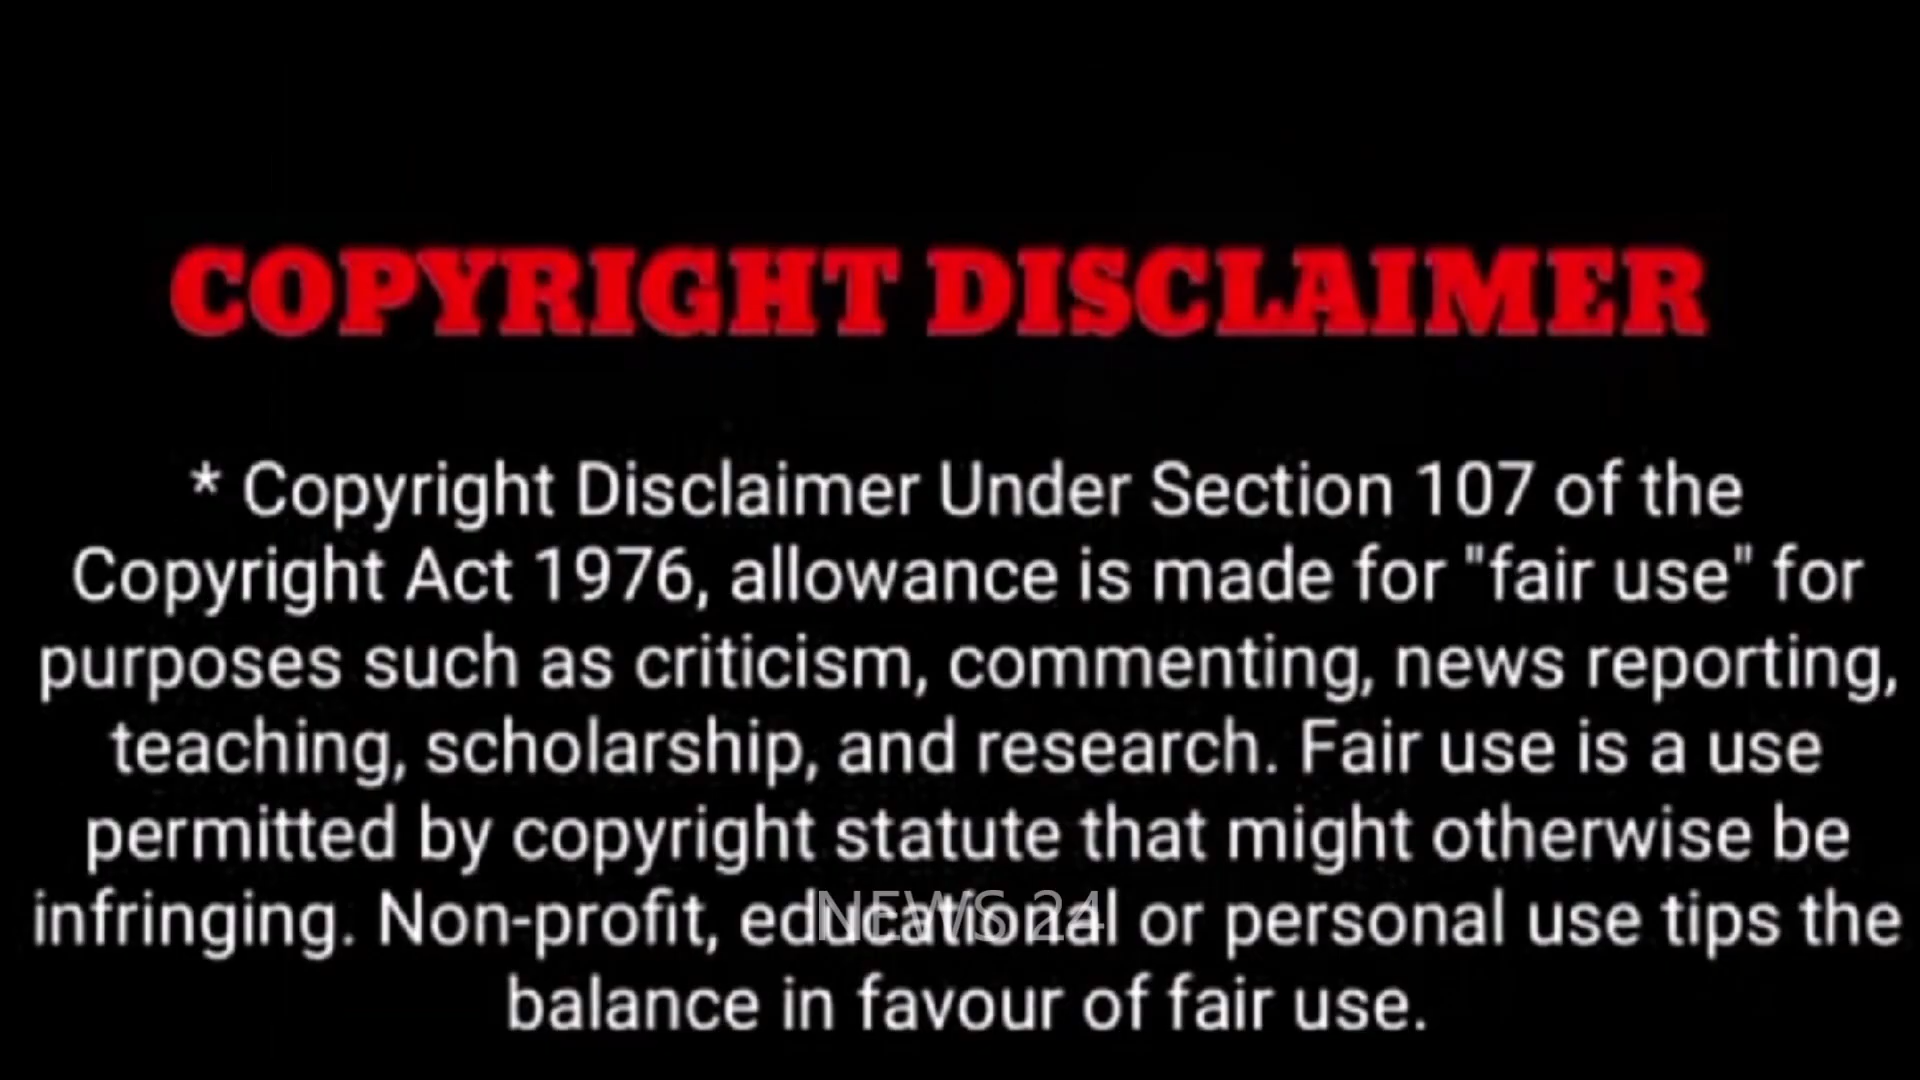 COPYRIGHT DISCLAIMER
* Copyright Disclaimer Under Section 107 of the
Copyright Act 1976, allowance is made for "fair use" for
purposes such as criticism, commenting, news reporting,
teaching, scholarship, and research. Fair use is a use
permitted by copyright statute that might otherwise be
infringing. Non-profit, educational or personal use tips the
NEWS 24
balance in favour of fair use.